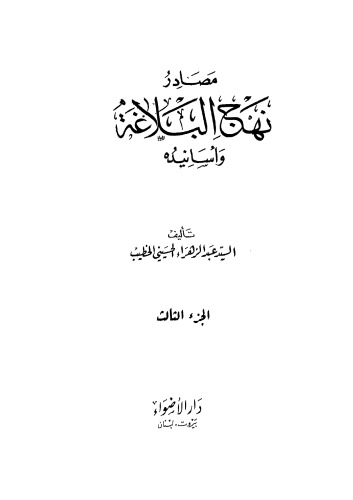 مصادر
نهج البلاغة
وأسانيده
تأليف
السيد عبد الزهراء الحسيني الخطيب
الجزء الثالث
دار الأضواء
بيروت - لبنان